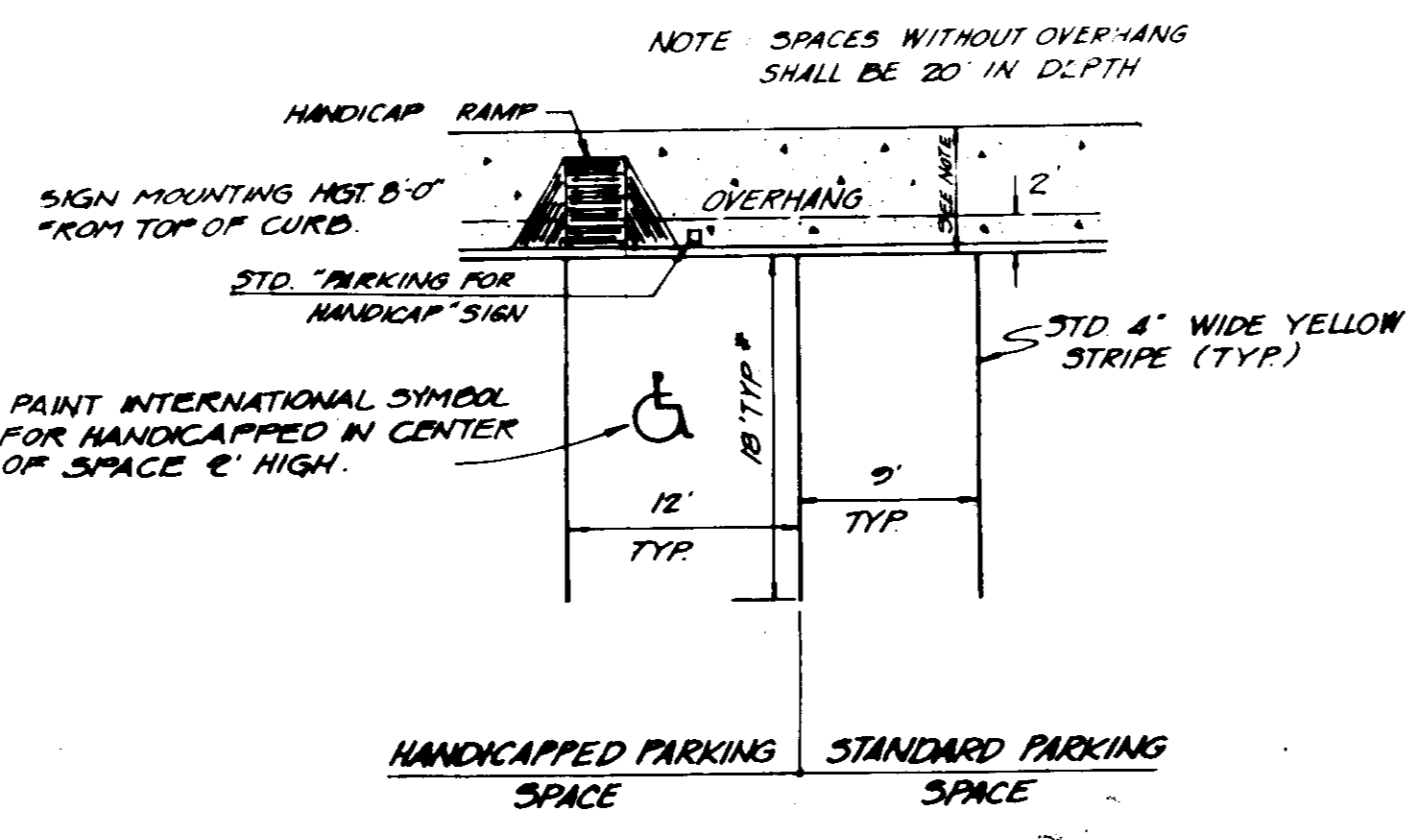 NOTE : SPACES WITHOUT OVERHANG
SHALL BE 20' IN DEPTH
HANDICAP RAMP
SIGN MOUNTING HGT. 8'-0"
FROM TOP OF CURB.
OVERHANG
SEE NOTE
2'
STD. "PARKING FOR
HANDICAP" SIGN
STD. 4" WIDE YELLOW
STRIPE (TYP.)
18' TYP. *
PAINT INTERNATIONAL SYMBOL
FOR HANDICAPPED IN CENTER
OF SPACE 2' HIGH.
12'
TYP.
9'
TYP.
HANDICAPPED PARKING
SPACE
STANDARD PARKING
SPACE